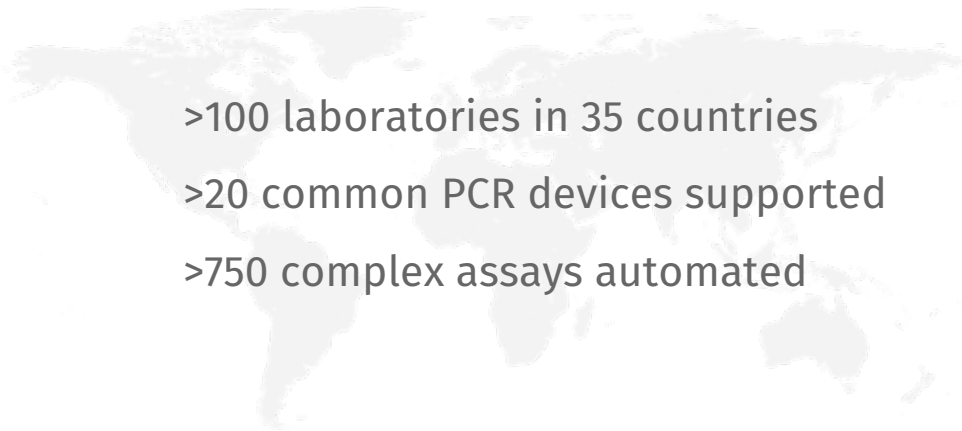 >100 laboratories in 35 countries
>20 common PCR devices supported
>750 complex assays automated